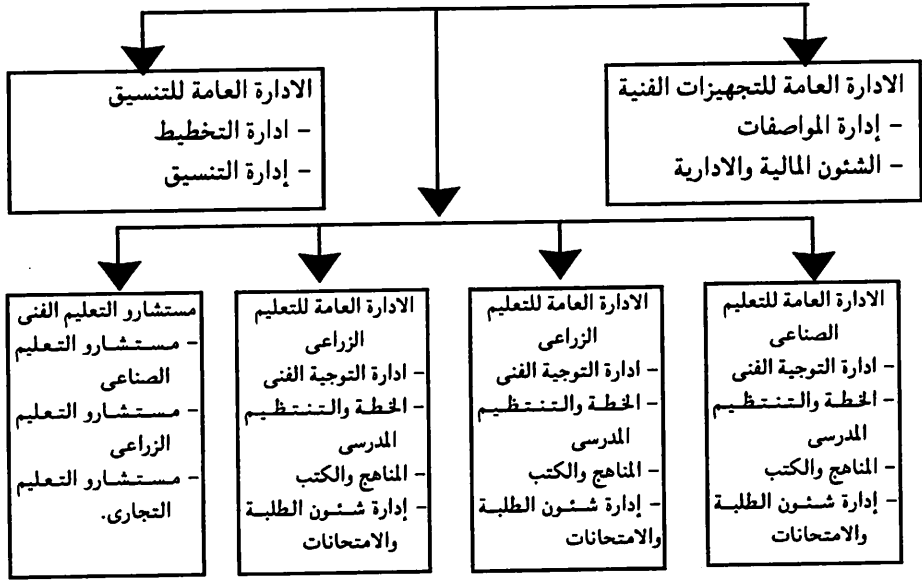 الادارة العامة للتجهيزات الفنية
- إدارة المواصفات
- الشئون المالية والادارية
الادارة العامة للتنسيق
- ادارة التخطيط
- إدارة التنسيق
الادارة العامة للتعليم
الصناعى
- ادارة التوجية الفنى
- الخطة والتنتظيم
المدرسى
- المناهج والكتب
- إدارة شئون الطلبة
والامتحانات
الادارة العامة للتعليم
الزراعى
- ادارة التوجية الفنى
- الخطة والتنتظيم
المدرسى
- المناهج والكتب
- إدارة شئون الطلبة
والامتحانات
الادارة العامة للتعليم
الزراعى
- ادارة التوجية الفنى
- الخطة والتنتظيم
المدرسى
- المناهج والكتب
- إدارة شئون الطلبة
والامتحانات
مستشارو التعليم الفنى
- مستشارو التعليم
الصناعى
- مستشارو التعليم
الزراعى
- مستشارو التعليم
التجارى.